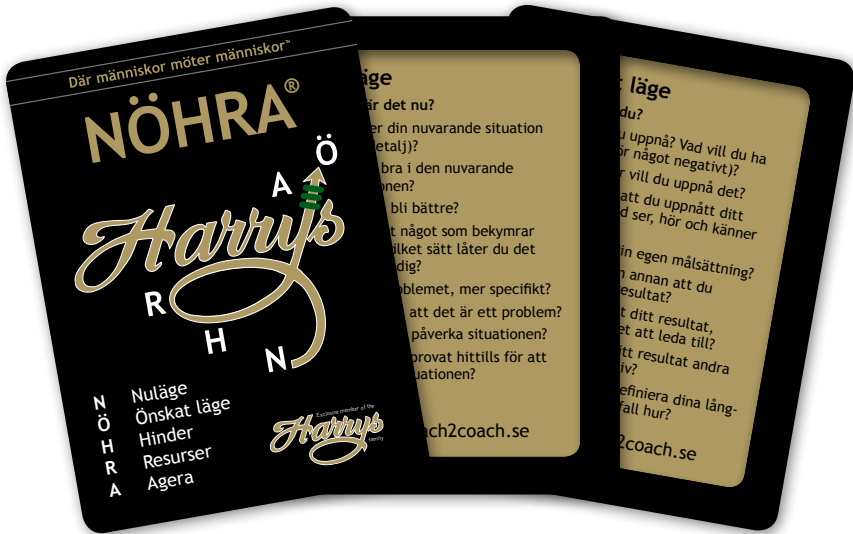 Där människor möter människor™
NÖHRA®
Ö
A
Harrys
R
H
N
N Nuläge
Ö Önskat läge
H Hinder
R Resurser
A Agera
Exclusive member of the
Harrys
family
äge
är det nu?
er din nuvarande situation
etalj)?
bra i den nuvarande
onen?
bli bättre?
t något som bekymrar
ilket sätt låter du det
dig?
blemet, mer specifikt?
att det är ett problem?
påverka situationen?
provat hittills för att
uationen?
ach2coach.se
t läge
du?
u uppnå? Vad vill du ha
ör något negativt)?
r vill du uppnå det?
att du uppnått ditt
d ser, hör och känner
in egen målsättning?
n annan att du
esultat?
t ditt resultat,
et att leda till?
itt resultat andra
iv?
efiniera dina lång-
fall hur?
2coach.se